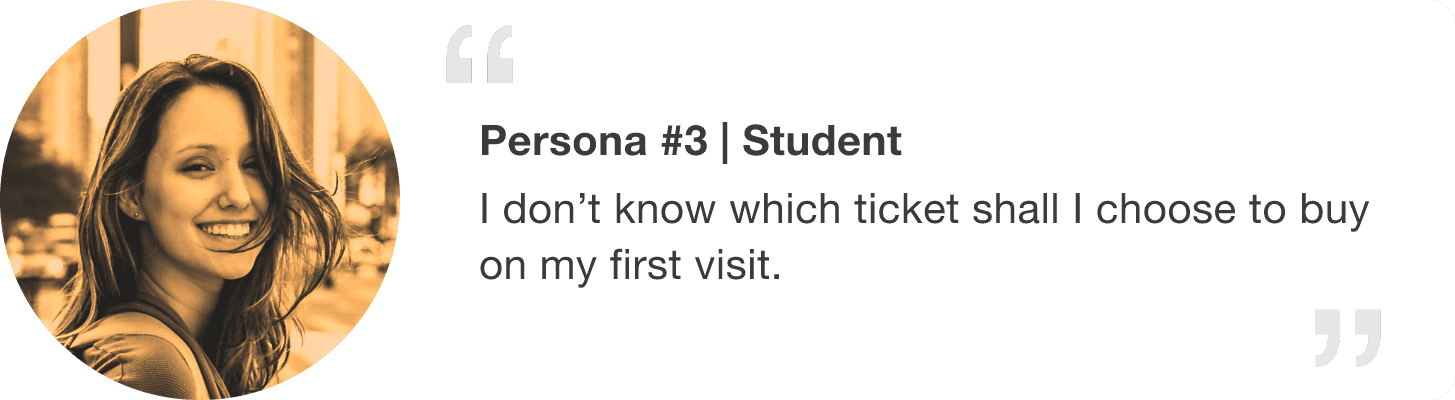 “
Persona #3 | Student
I don’t know which ticket shall I choose to buy
on my first visit.
”